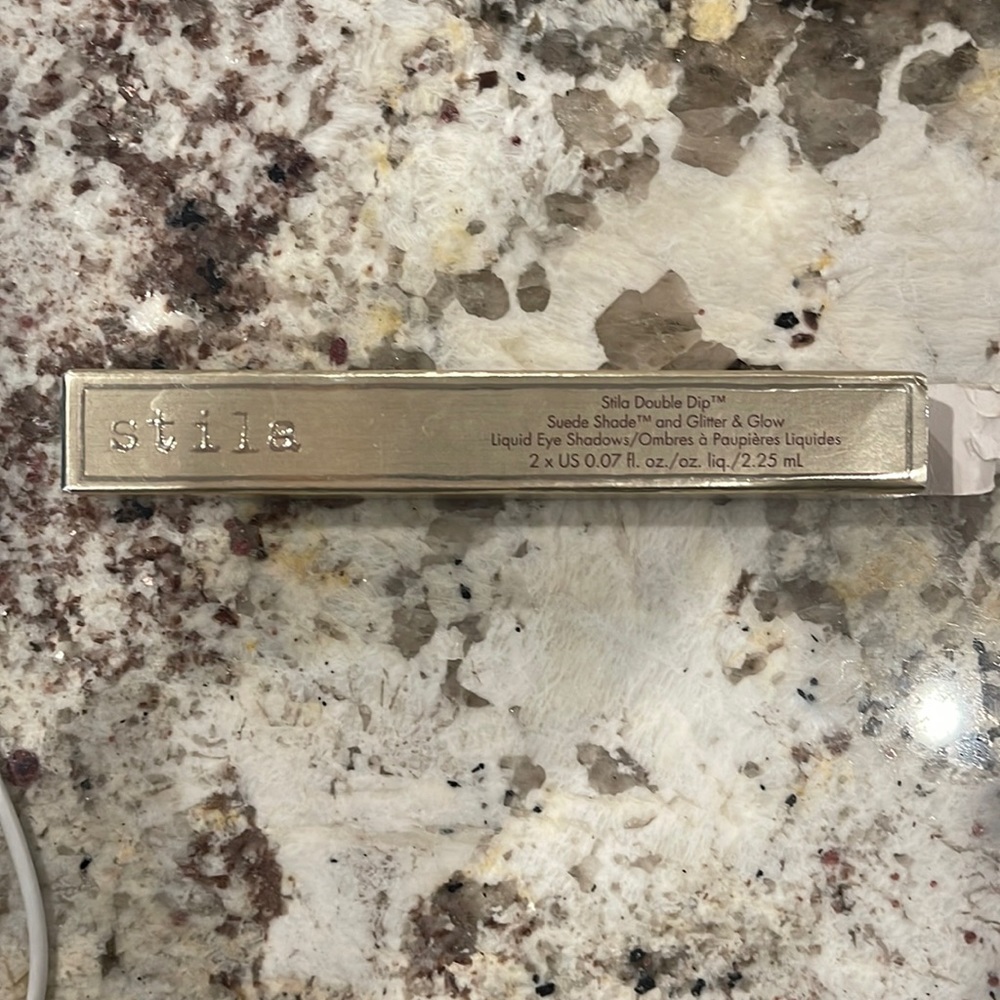 stila
Stila Double Dip™
Suede Shade™ and Glitter & Glow
Liquid Eye Shadows/Ombres à Paupières Liquides
2 x US 0.07 fl. oz./oz. liq./2.25 mL